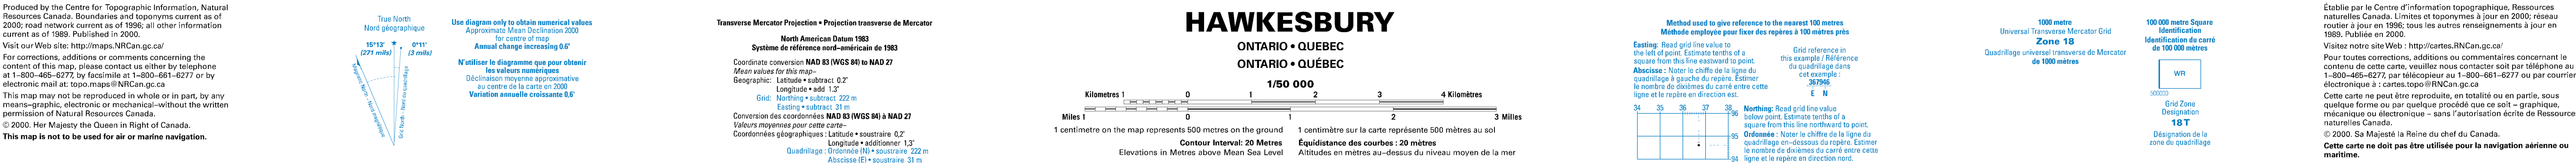 Produced by the Centre for Topographic Information, Natural
Resources Canada. Boundaries and toponyms current as of
2000; road network current as of 1996; all other information
current as of 1989. Published in 2000.
Visit our Web site: http://maps.NRCan.gc.ca/
For corrections, additions or comments concerning the
content of this map, please contact us either by telephone
at 1-800-465-6277, by facsimile at 1-800-661-6277 or by
electronic mail at: topo.maps@NRCan.gc.ca
This map may not be reproduced in whole or in part, by any
means-graphic, electronic or mechanical-without the written
permission of Natural Resources Canada.
© 2000. Her Majesty the Queen in Right of Canada.
This map is not to be used for air or marine navigation.
True North
Nord géographique
15°13' 0°11'
(271 mils) (3 mils)
Magnetic North - Nord magnétique
Grid North - Nord du quadrillage
Use diagram only to obtain numerical values
Approximate Mean Declination 2000
for centre of map
Annual change increasing 0.6'
N'utiliser le diagramme que pour obtenir
les valeurs numériques
Déclinaison moyenne approximative
au centre de la carte en 2000
Variation annuelle croissante 0,6'
Transverse Mercator Projection • Projection transverse de Mercator
North American Datum 1983
Système de référence nord-américain de 1983
Coordinate conversion NAD 83 (WGS 84) to NAD 27
Mean values for this map-
Geographic: Latitude • subtract 0.2"
Longitude • add 1.3"
Grid: Northing • subtract 222 m
Easting • subtract 31 m
Conversion des coordonnées NAD 83 (WGS 84) à NAD 27
Valeurs moyennes pour cette carte-
Coordonnées géographiques : Latitude • soustraire 0,2"
Longitude • additionner 1,3"
Quadrillage : Ordonnée (N) • soustraire 222 m
Abscisse (E) • soustraire 31 m
HAWKESBURY
ONTARIO • QUEBEC
ONTARIO • QUÉBEC
1/50 000
Kilometres 1 0 1 2 3 4 Kilomètres
Miles 1 0 1 2 3 Milles
1 centimetre on the map represents 500 metres on the ground
1 centimètre sur la carte représente 500 mètres au sol
Contour Interval: 20 Metres
Elevations in Metres above Mean Sea Level
Équidistance des courbes : 20 mètres
Altitudes en mètres au-dessus du niveau moyen de la mer
Method used to give reference to the nearest 100 metres
Méthode employée pour fixer des repères à 100 mètres près
Easting: Read grid line value to
the left of point. Estimate tenths of a
square from this line eastward to point.
Abscisse : Noter le chiffre de la ligne du
quadrillage à gauche du repère. Estimer
le nombre de dixièmes du carré entre cette
ligne et le repère en direction est.
Grid reference in
this example / Référence
du quadrillage dans
cet exemple :
367946
E N
34 35 36 37 38
96
95
94
Northing: Read grid line value
below point. Estimate tenths of a
square from this line northward to point.
Ordonnée : Noter le chiffre de la ligne du
quadrillage en-dessous du repère. Estimer
le nombre de dixièmes du carré entre cette
ligne et le repère en direction nord.
1000 metre
Universal Transverse Mercator Grid
Zone 18
Quadrillage universel transverse de Mercator
de 1000 mètres
100 000 metre Square
Identification
Identification du carré
de 100 000 mètres
WR
500000
Grid Zone
Designation
18T
Désignation de la
zone du quadrillage
Établie par le Centre d'information topographique, Ressources
naturelles Canada. Limites et toponymes à jour en 2000; réseau
routier à jour en 1996; tous les autres renseignements à jour en
1989. Publiée en 2000.
Visitez notre site Web : http://cartes.NRCan.gc.ca/
Pour toutes corrections, additions ou commentaires concernant le
contenu de cette carte, veuillez nous contacter soit par téléphone au
1-800-465-6277, par télécopieur au 1-800-661-6277 ou par courrier
électronique à : cartes.topo@NRCan.gc.ca
Cette carte ne peut être reproduite, en totalité ou en partie, sous
quelque forme ou par quelque procédé que ce soit - graphique,
mécanique ou électronique - sans l'autorisation écrite de Ressources
naturelles Canada.
© 2000. Sa Majesté la Reine du chef du Canada.
Cette carte ne doit pas être utilisée pour la navigation aérienne ou
maritime.